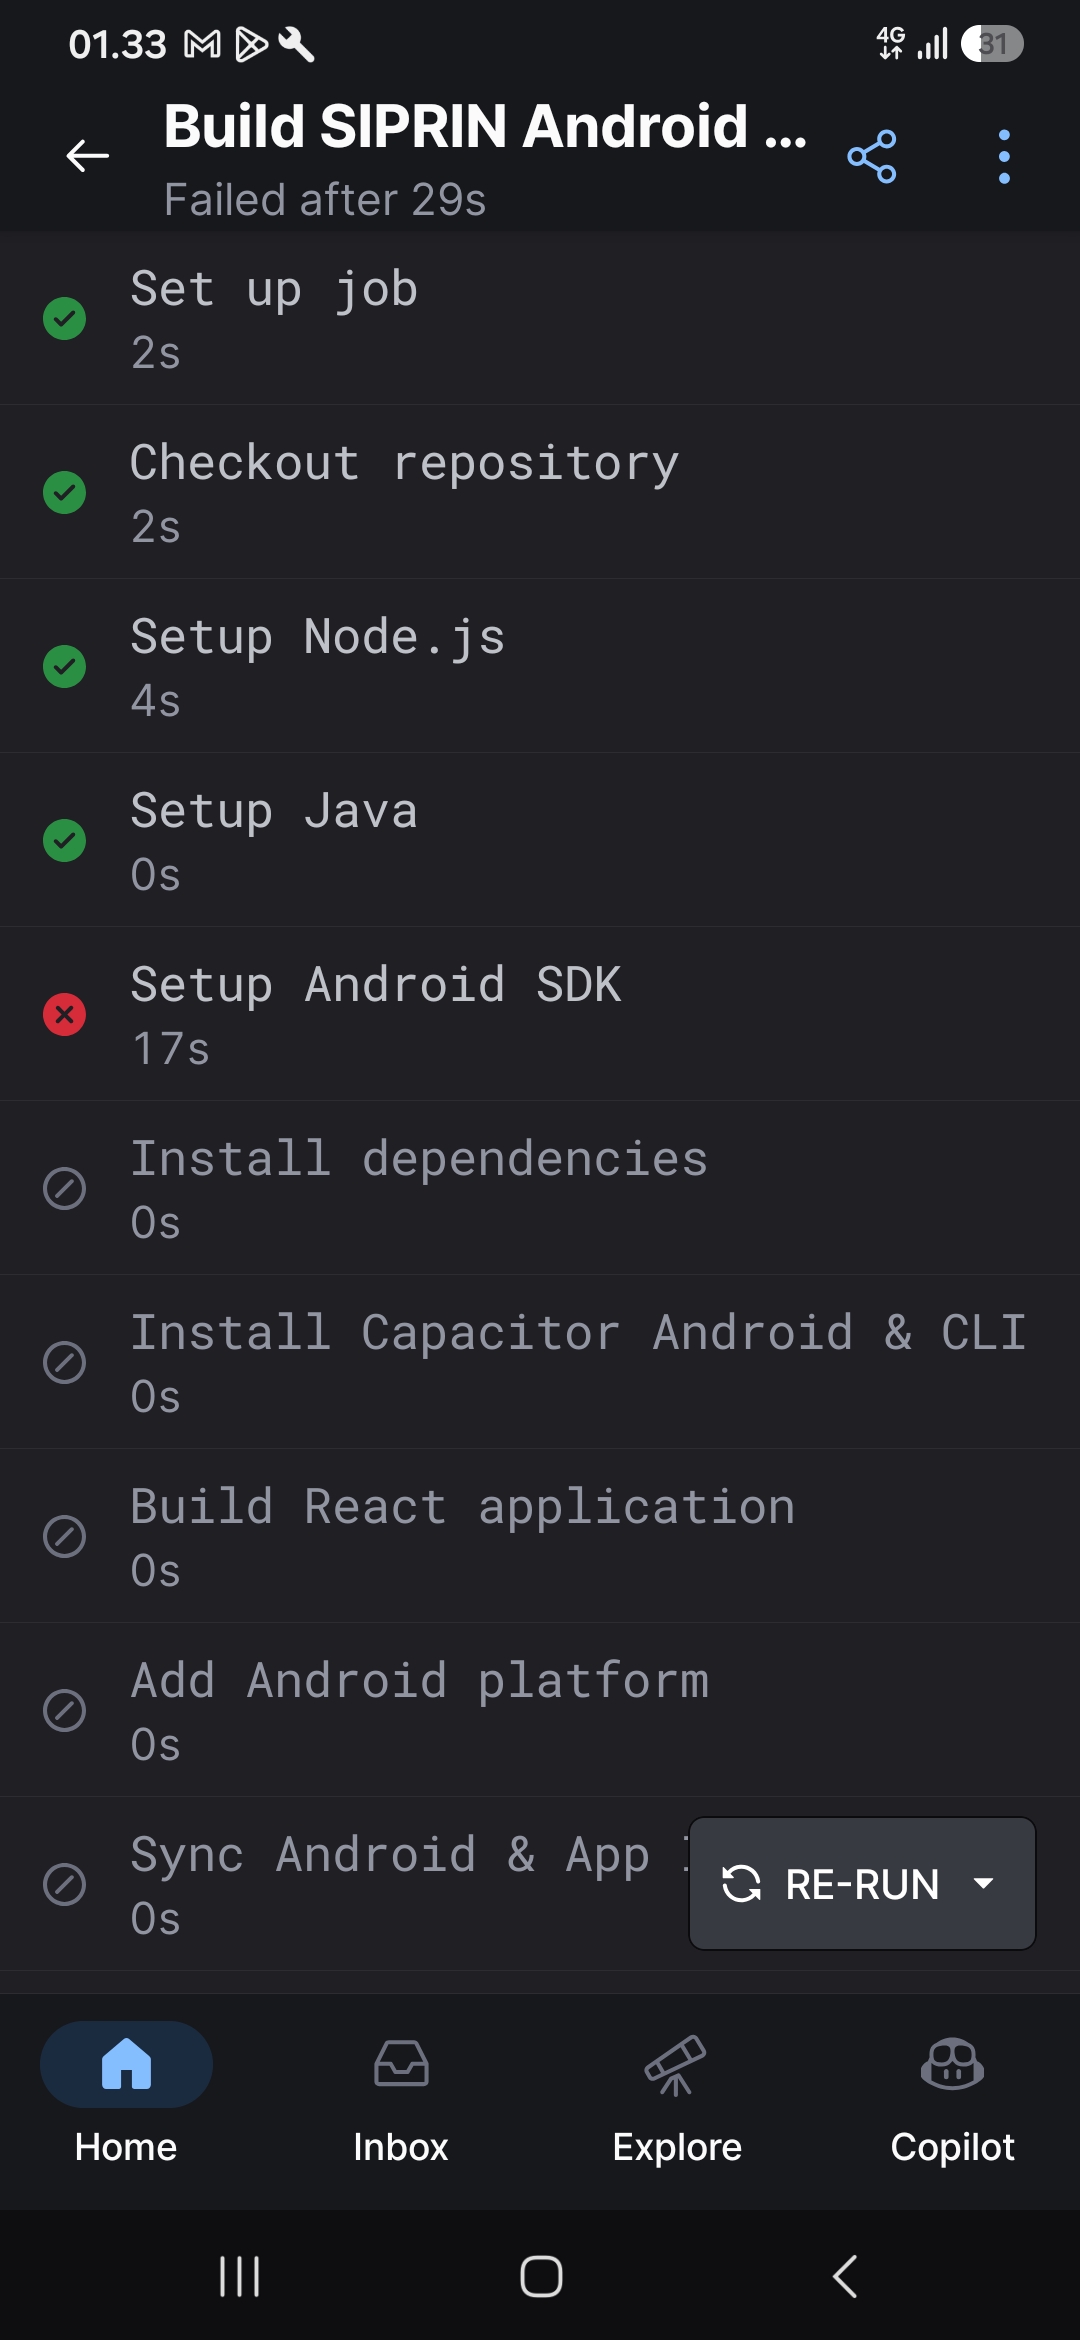 01.33
4G
31
Build SIPRIN Android ...
Failed after 29s
Set up job
2s
Checkout repository
2s
Setup Node.js
4s
Setup Java
0s
Setup Android SDK
17s
Install dependencies
0s
Install Capacitor Android & CLI
0s
Build React application
0s
Add Android platform
0s
Sync Android & App
0s
RE-RUN
Home
Inbox
Explore
Copilot